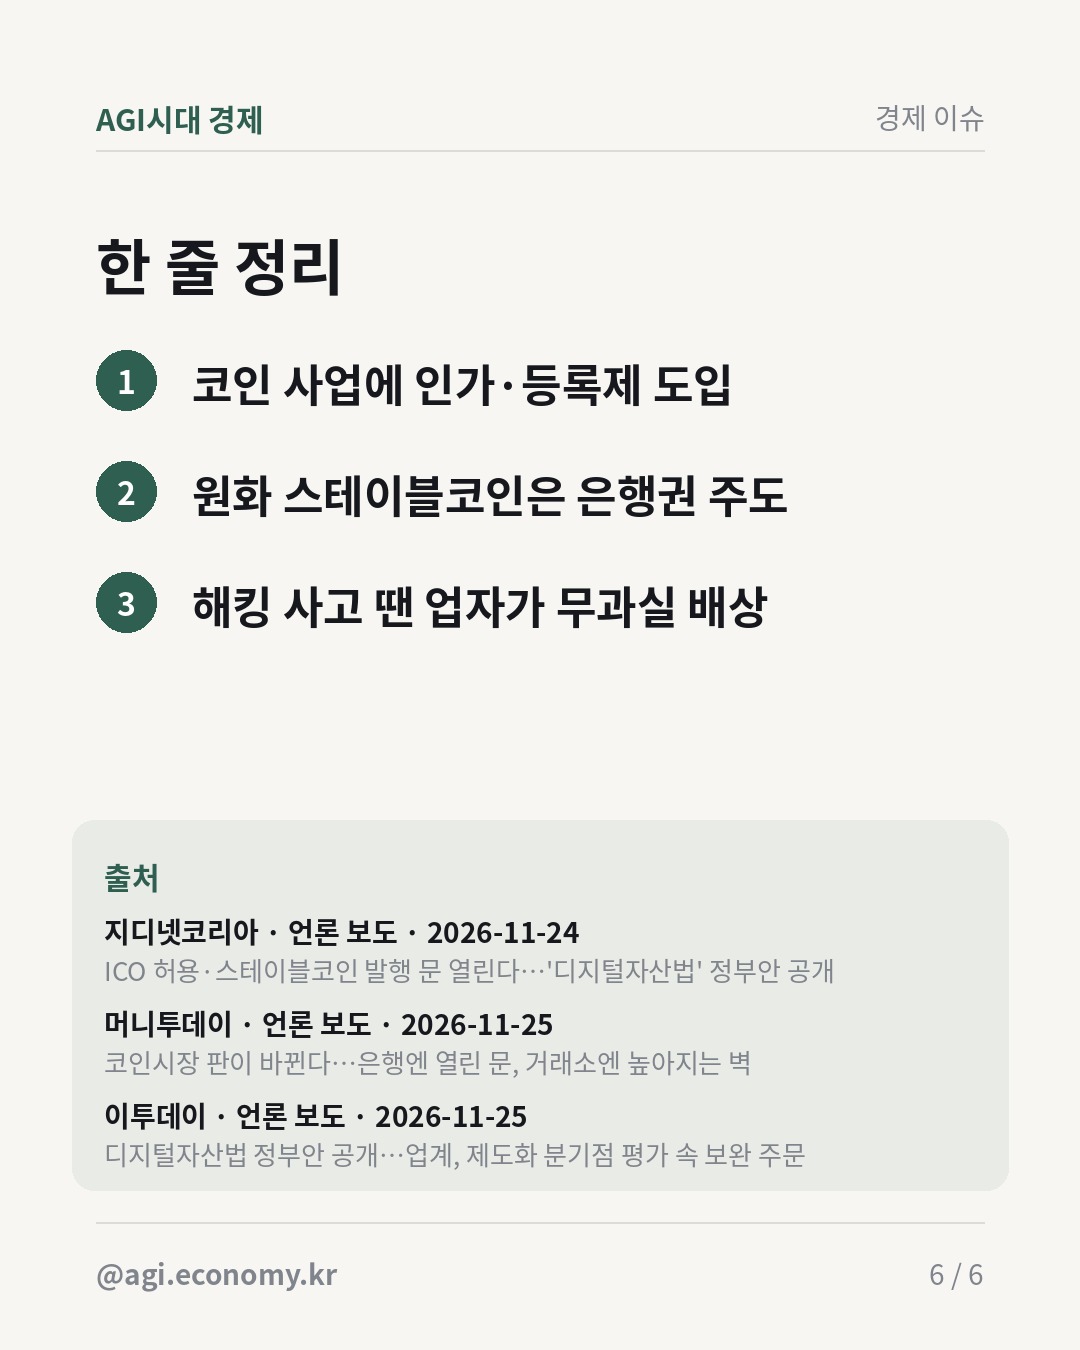 AGI시대 경제
경제 이슈
한 줄 정리
1 코인 사업에 인가·등록제 도입
2 원화 스테이블코인은 은행권 주도
3 해킹 사고 땐 업자가 무과실 배상
출처
지디넷코리아 · 언론 보도 · 2026-11-24
ICO 허용·스테이블코인 발행 문 열린다…'디지털자산법' 정부안 공개
머니투데이 · 언론 보도 · 2026-11-25
코인시장 판이 바뀐다…은행엔 열린 문, 거래소엔 높아지는 벽
이투데이 · 언론 보도 · 2026-11-25
디지털자산법 정부안 공개…업계, 제도화 분기점 평가 속 보완 주문
@agi.economy.kr
6 / 6